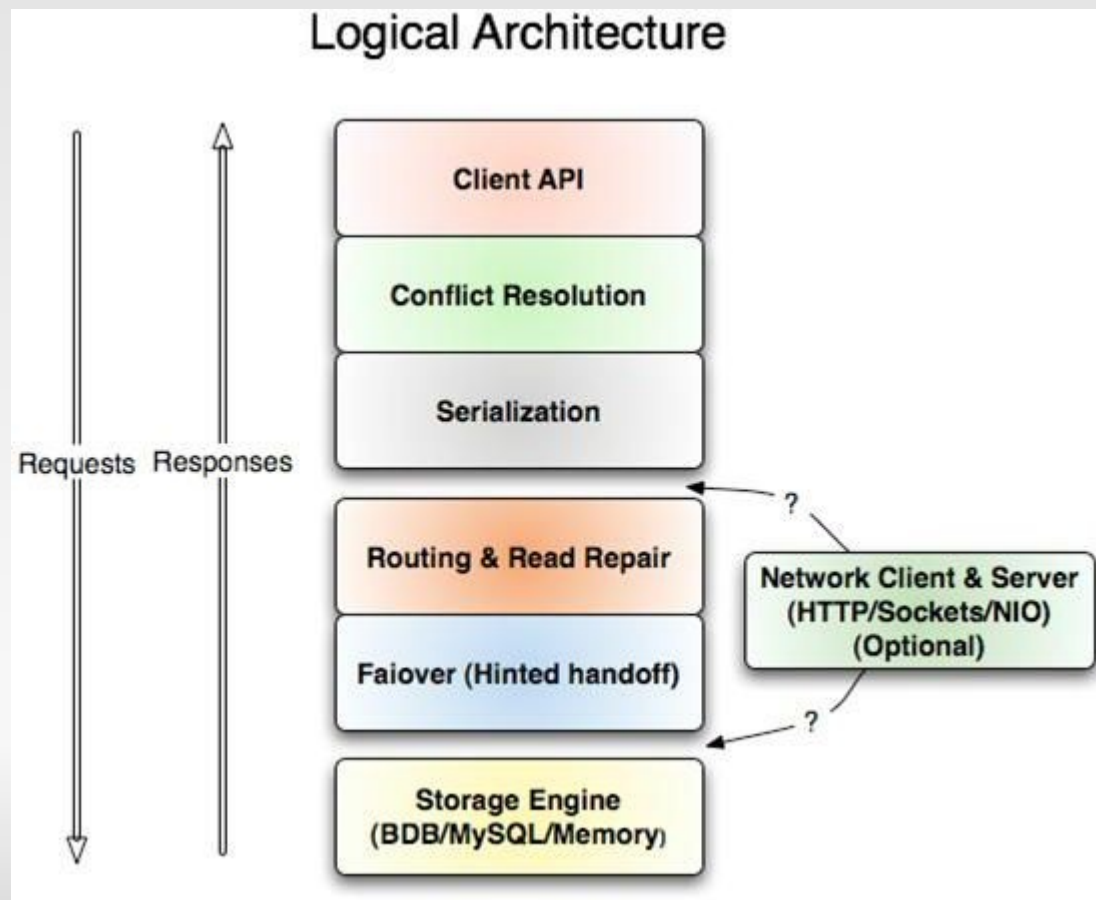 Logical Architecture
Client API
Conflict Resolution
Serialization
Requests
Responses
?
Routing & Read Repair
Network Client & Server
(HTTP/Sockets/NIO)
(Optional)
Faiover (Hinted handoff)
?
Storage Engine
(BDB/MySQL/Memory)